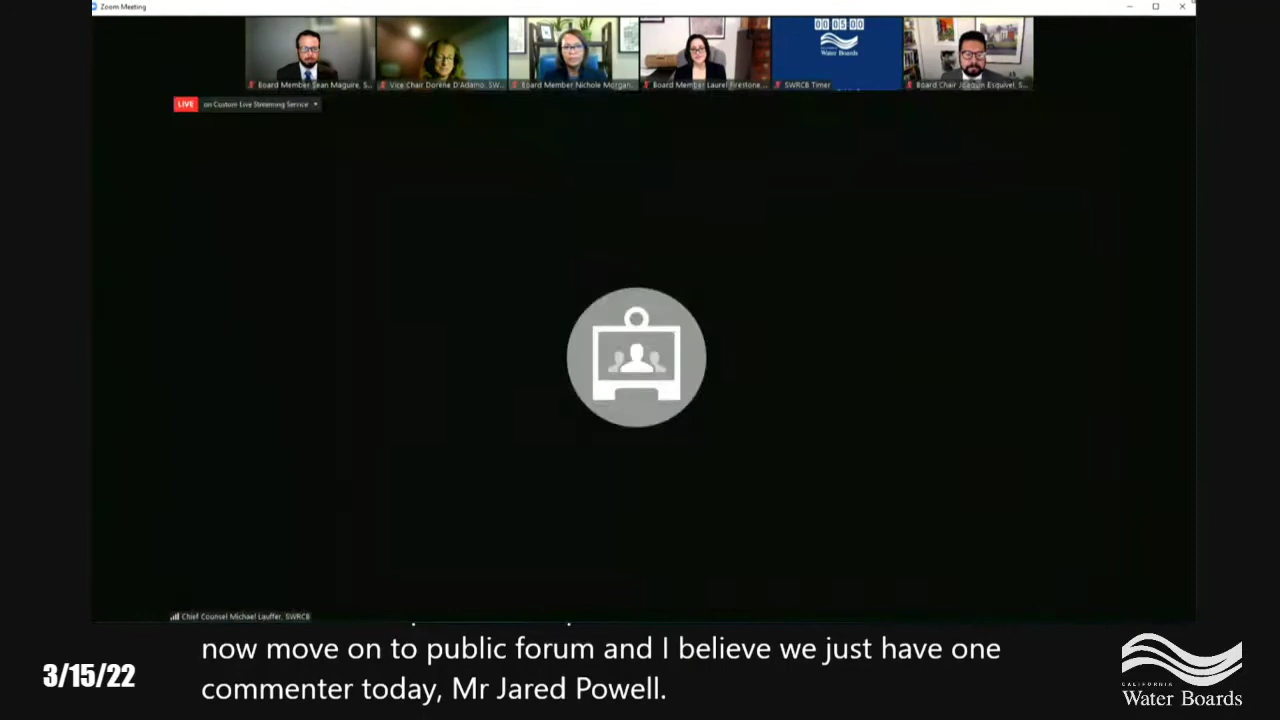 Zoom Meeting
Board Member Sean Maguire, S...
Vice Chair Dorene D'Adamo, SW...
Board Member Nichole Morgan...
Board Member Laurel Firestone ...
00 05 00
Water Boards
SWRCB Timer
Board Chair Joaquin Esquivel, S...
LIVE on Custom Live Streaming Service
Chief Counsel Michael Lauffer, SWRCB
now move on to public forum and I believe we just have one
commenter today, Mr Jared Powell.
3/15/22
CALIFORNIA
Water Boards